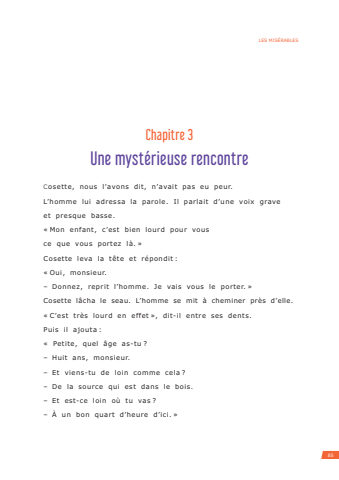 LES MISÉRABLES
Chapitre 3
Une mystérieuse rencontre
Cosette, nous l'avons dit, n'avait pas eu peur.
L'homme lui adressa la parole. Il parlait d'une voix grave
et presque basse.
« Mon enfant, c'est bien lourd pour vous
ce que vous portez là. »
Cosette leva la tête et répondit :
« Oui, monsieur.
– Donnez, reprit l'homme. Je vais vous le porter. »
Cosette lâcha le seau. L'homme se mit à cheminer près d'elle.
« C'est très lourd en effet », dit-il entre ses dents.
Puis il ajouta :
« Petite, quel âge as-tu ?
– Huit ans, monsieur.
– Et viens-tu de loin comme cela ?
– De la source qui est dans le bois.
– Et est-ce loin où tu vas ?
– À un bon quart d'heure d'ici. »